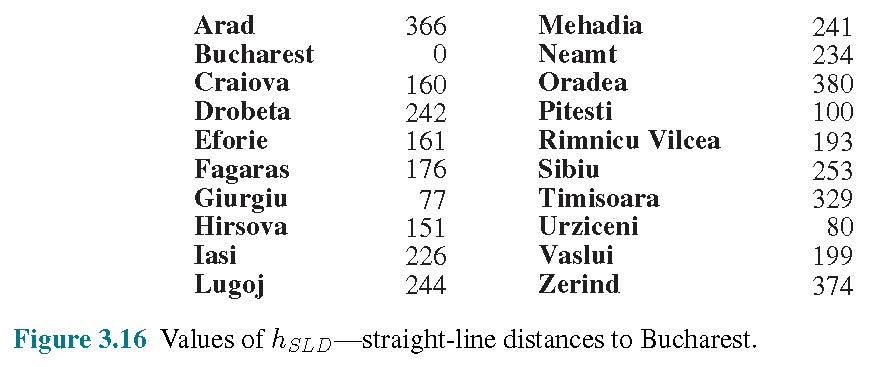 Arad 366 Mehadia 241
Bucharest 0 Neamt 234
Craiova 160 Oradea 380
Drobeta 242 Pitesti 100
Eforie 161 Rimnicu Vilcea 193
Fagaras 176 Sibiu 253
Giurgiu 77 Timisoara 329
Hirsova 151 Urziceni 80
Iasi 226 Vaslui 199
Lugoj 244 Zerind 374
Figure 3.16 Values of hSLD—straight-line distances to Bucharest.